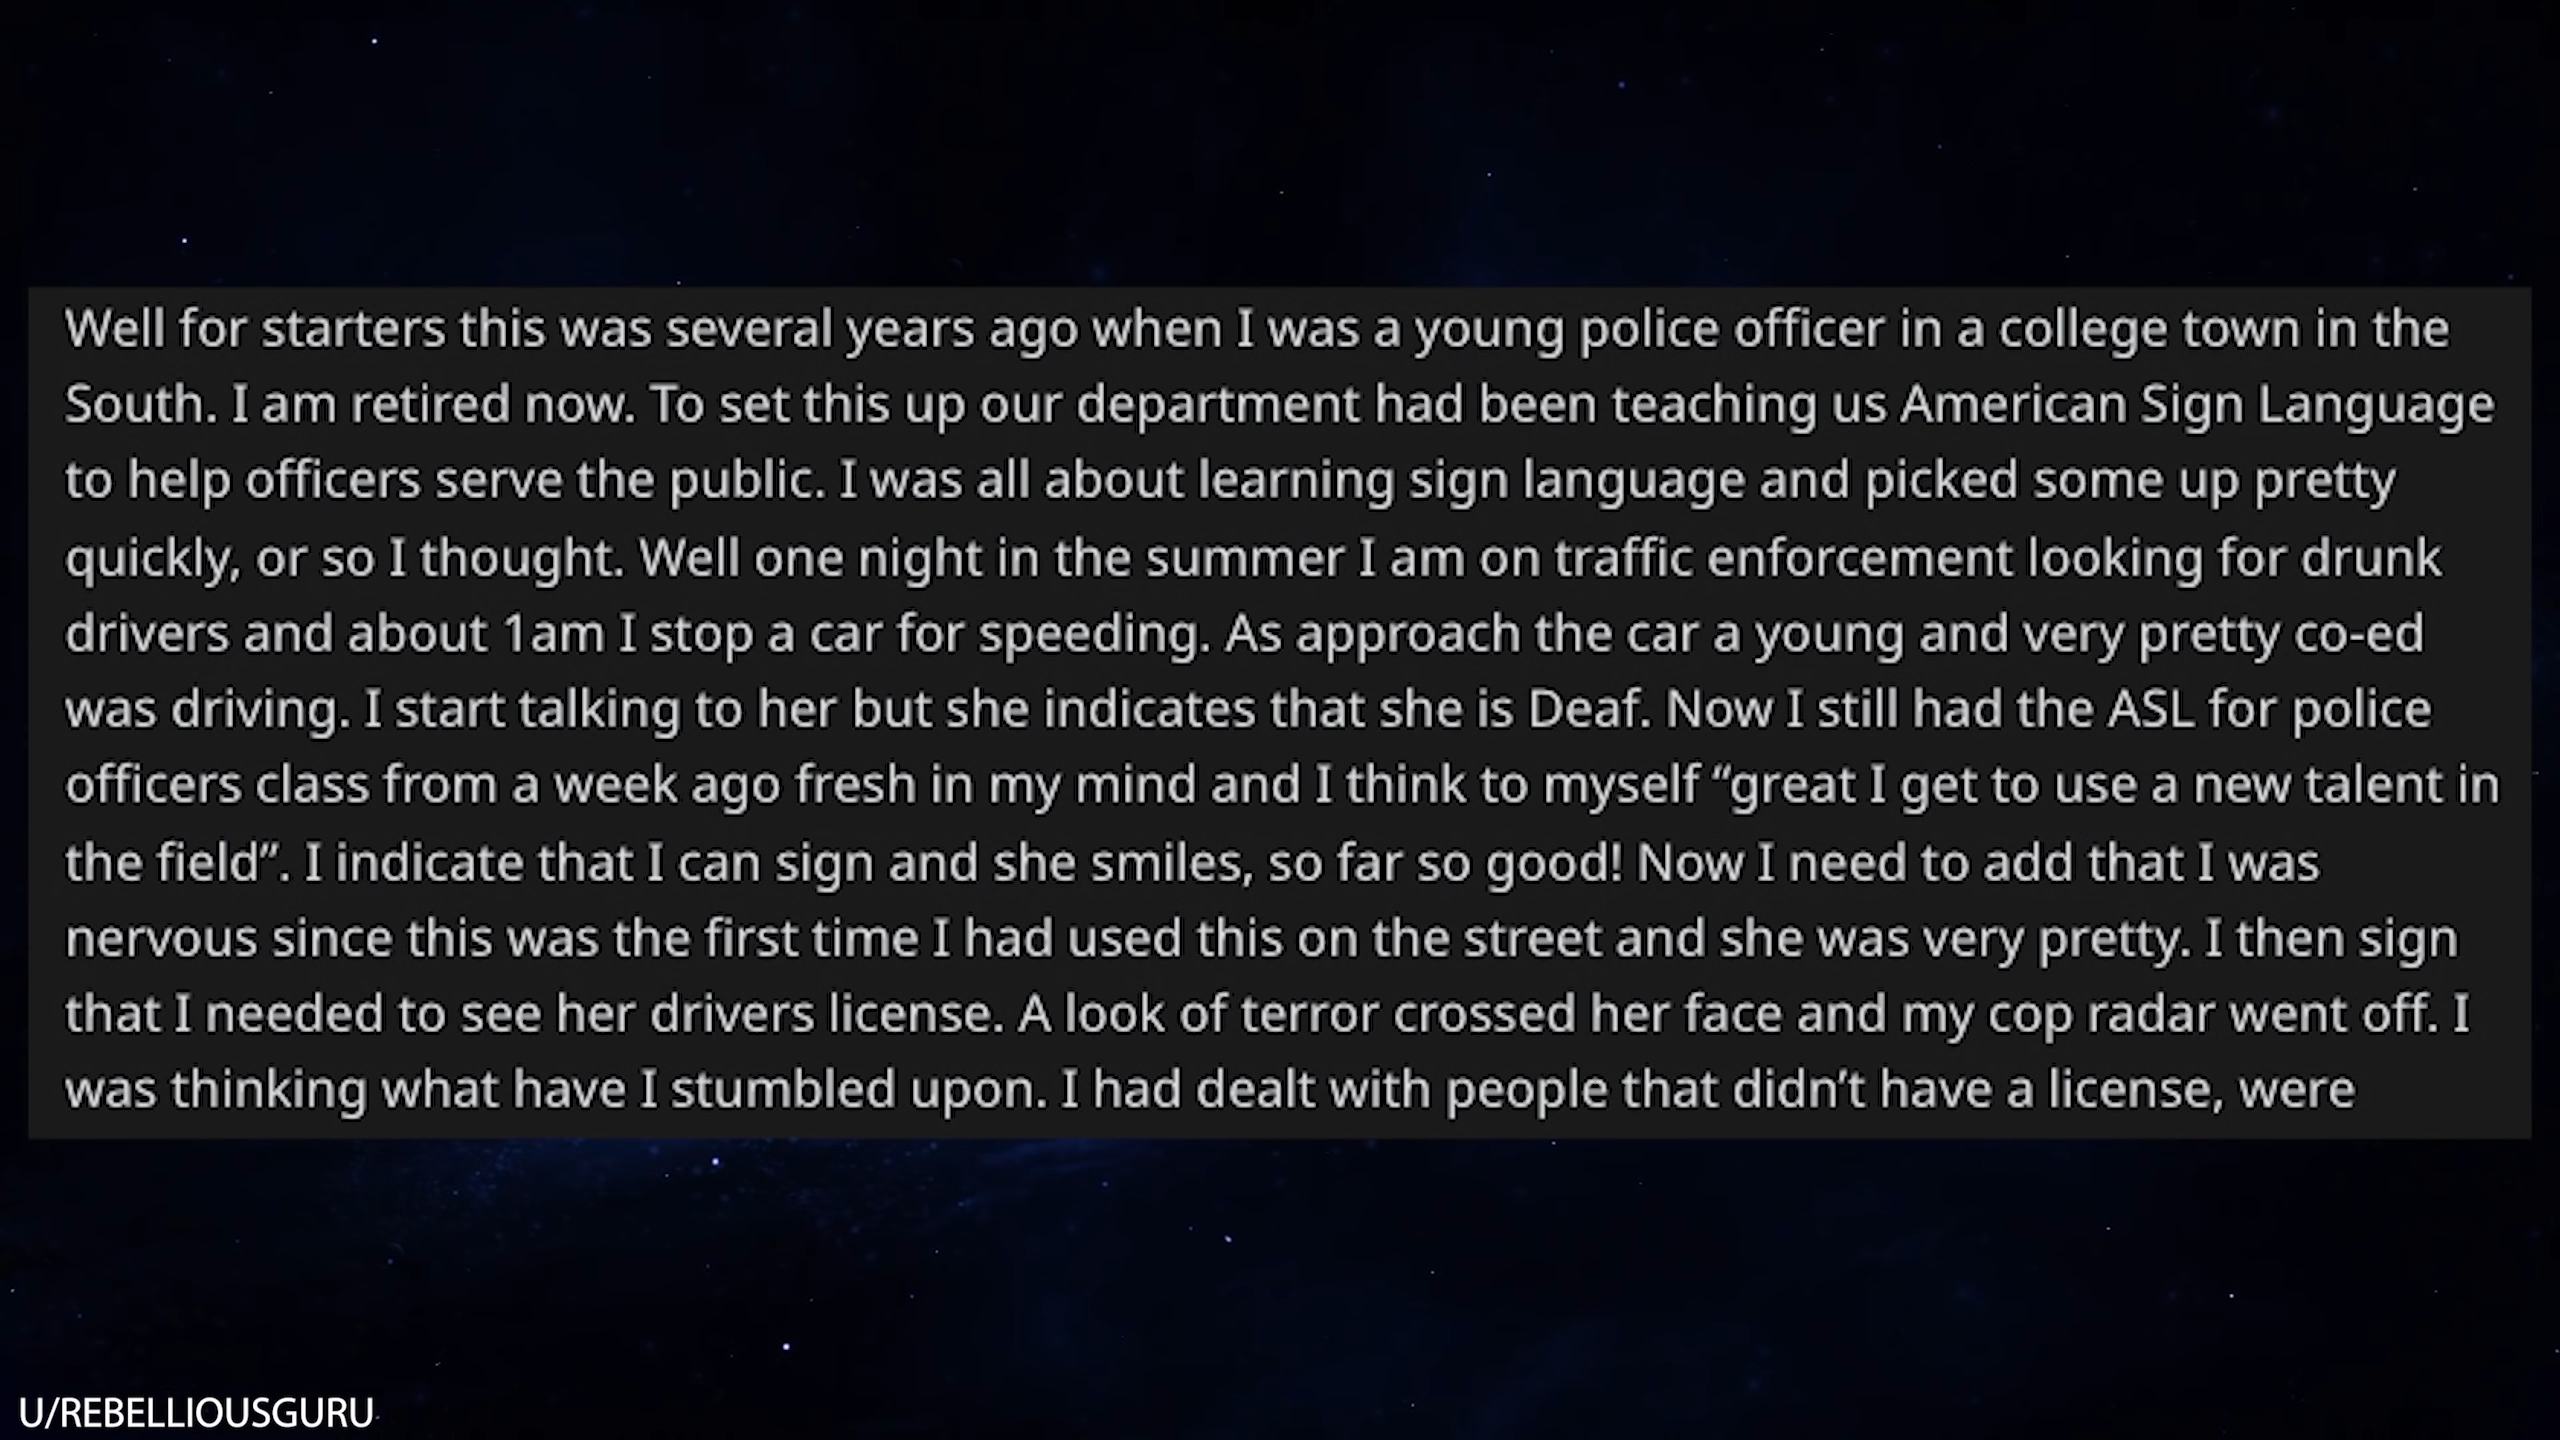 Well for starters this was several years ago when I was a young police officer in a college town in the
South. I am retired now. To set this up our department had been teaching us American Sign Language
to help officers serve the public. I was all about learning sign language and picked some up pretty
quickly, or so I thought. Well one night in the summer I am on traffic enforcement looking for drunk
drivers and about 1am I stop a car for speeding. As approach the car a young and very pretty co-ed
was driving. I start talking to her but she indicates that she is Deaf. Now I still had the ASL for police
officers class from a week ago fresh in my mind and I think to myself “great I get to use a new talent in
the field”. I indicate that I can sign and she smiles, so far so good! Now I need to add that I was
nervous since this was the first time I had used this on the street and she was very pretty. I then sign
that I needed to see her drivers license. A look of terror crossed her face and my cop radar went off. I
was thinking what have I stumbled upon. I had dealt with people that didn’t have a license, were
U/REBELLIOUSGURU